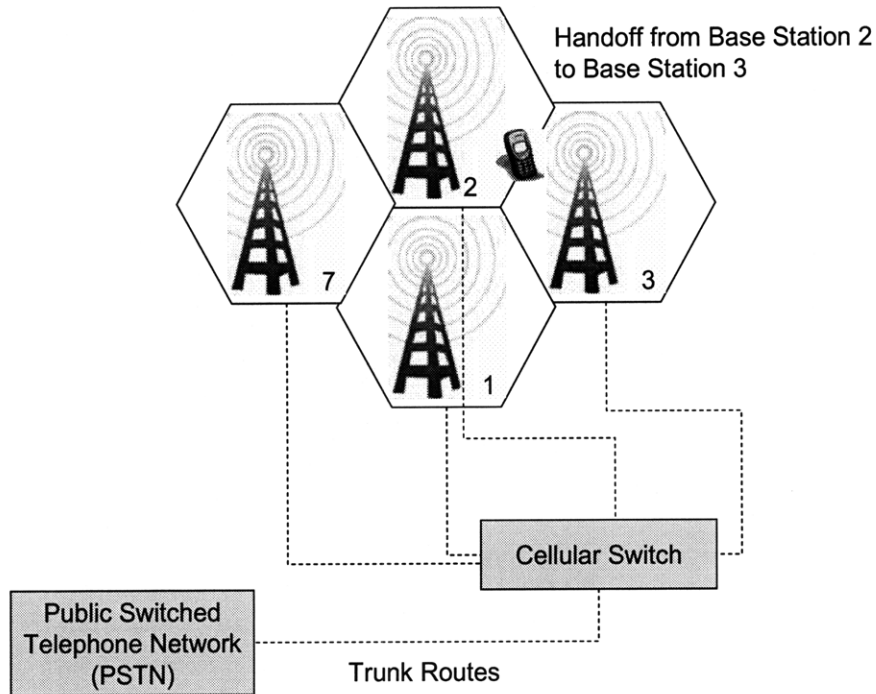 Handoff from Base Station 2
to Base Station 3
2
7
3
1
Cellular Switch
Public Switched
Telephone Network
(PSTN)
Trunk Routes